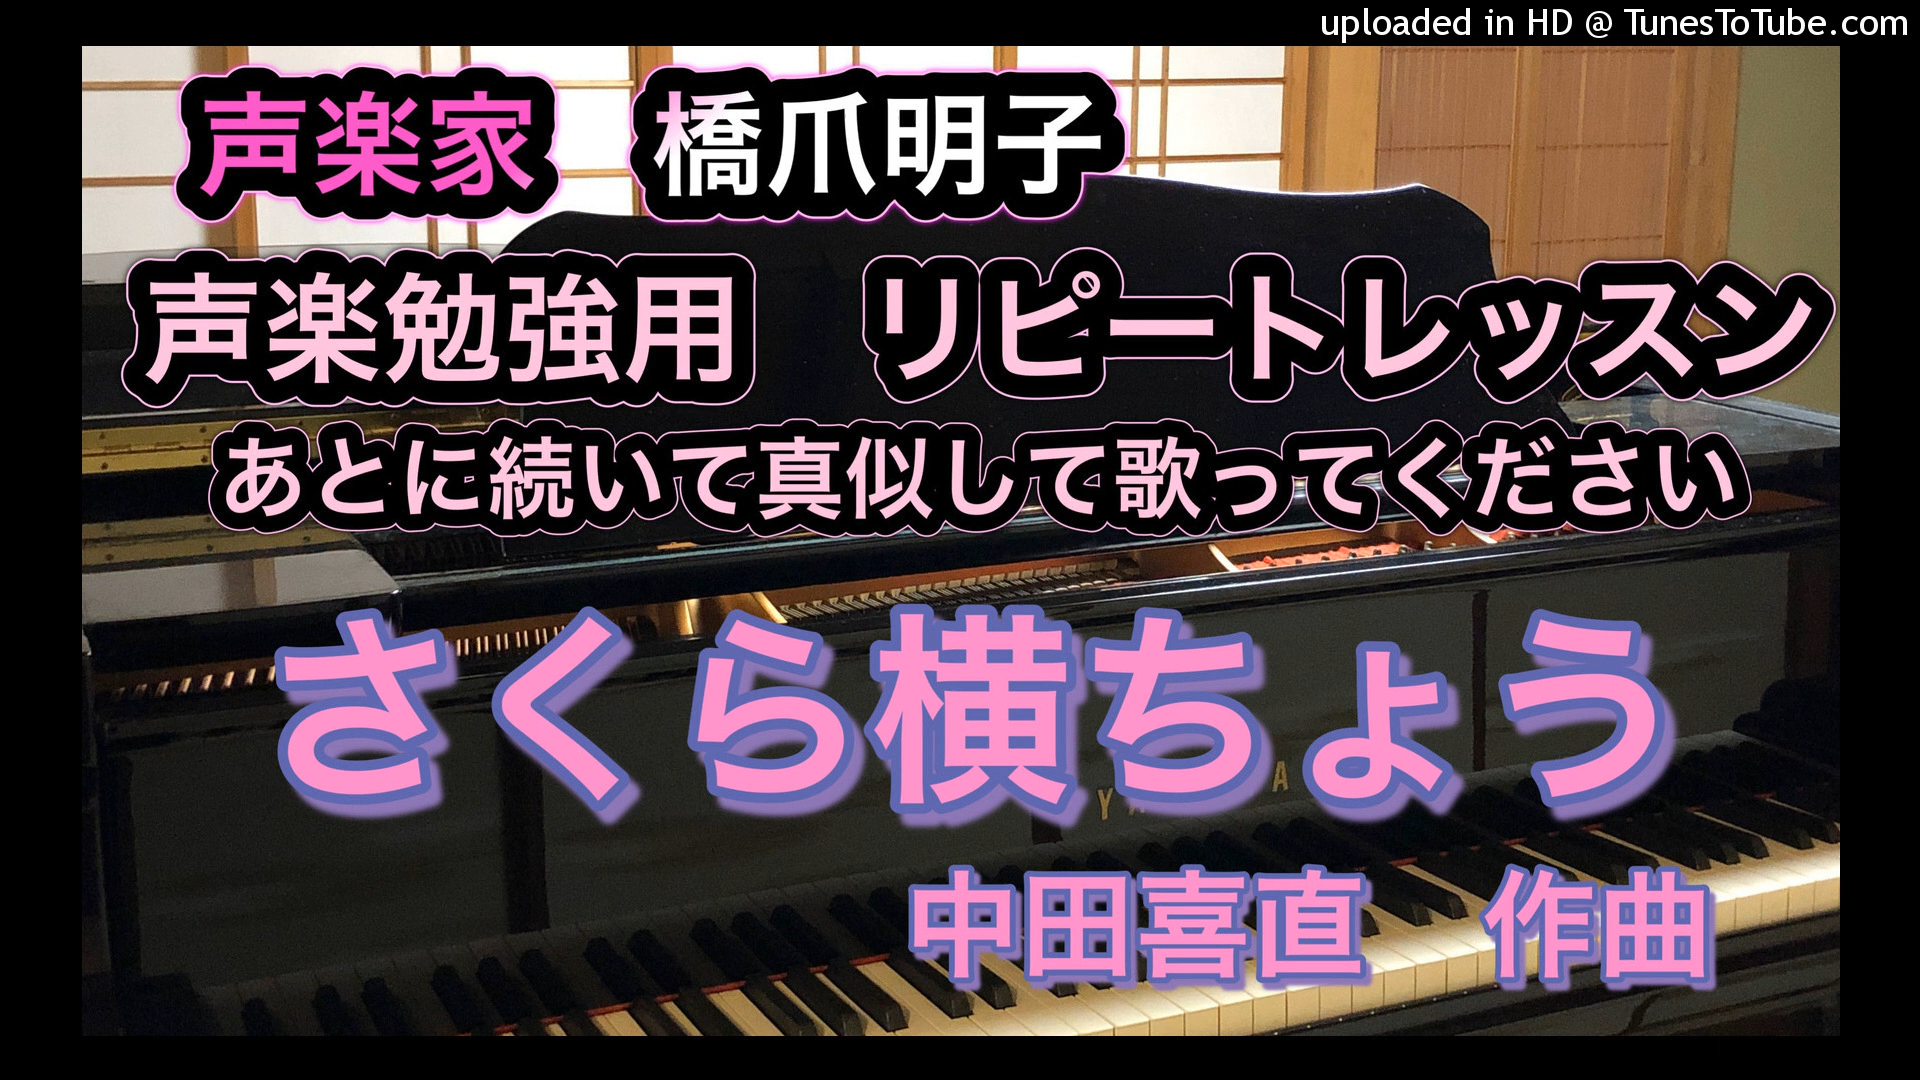 uploaded in HD @ TunesToTube.com
声楽家　橋爪明子
声楽勉強用　リピートレッスン
あとに続いて真似して歌ってください
さくら横ちょう
中田喜直　作曲